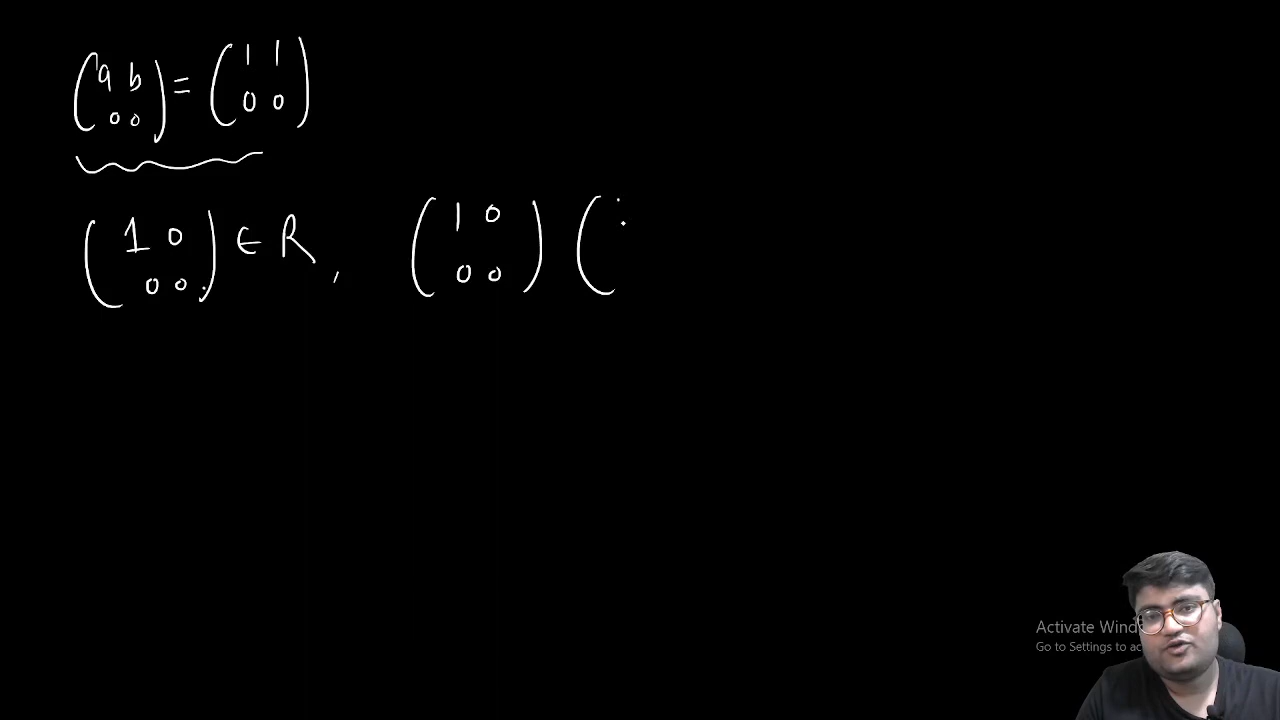 (a b
0 0) = (1 1
0 0)
(1 0
0 0) ∈ R, (1 0
0 0) (
Activate Wind
Go to Settings to ac